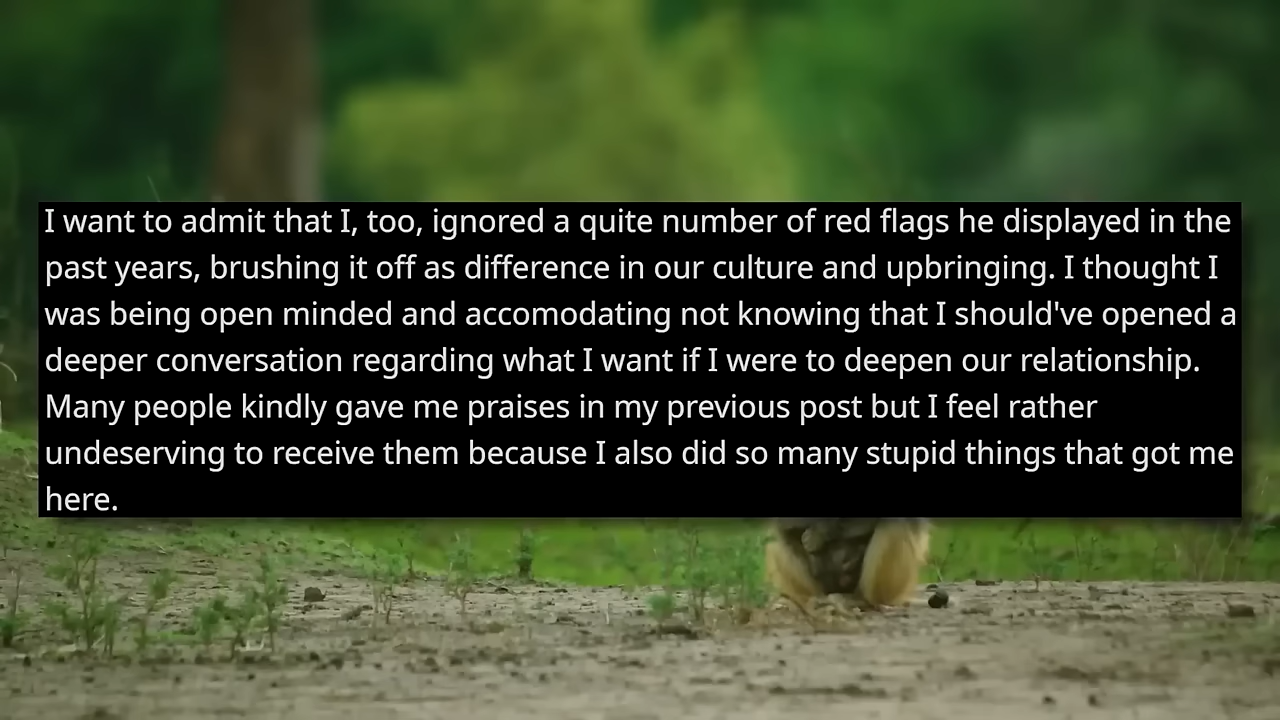 I want to admit that I, too, ignored a quite number of red flags he displayed in the
past years, brushing it off as difference in our culture and upbringing. I thought I
was being open minded and accomodating not knowing that I should've opened a
deeper conversation regarding what I want if I were to deepen our relationship.
Many people kindly gave me praises in my previous post but I feel rather
undeserving to receive them because I also did so many stupid things that got me
here.